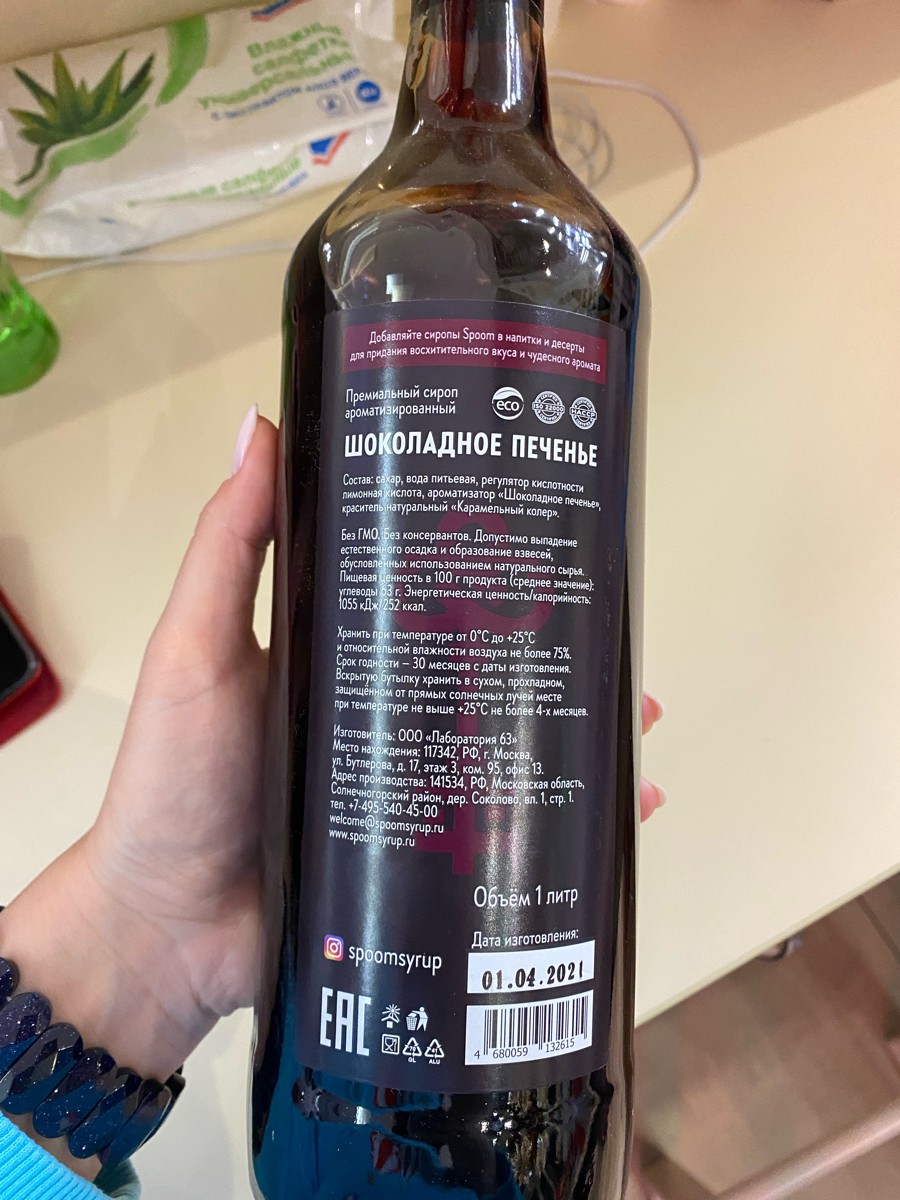 Влажные
салфетки
универсальные
Добавляйте сиропы Spoom в напитки и десерты
для придания восхитительного вкуса и чудесного аромата
Премиальный сироп
ароматизированный
eco
ISO 22000
HACCP
ШОКОЛАДНОЕ ПЕЧЕНЬЕ
Состав: сахар, вода питьевая, регулятор кислотности
лимонная кислота, ароматизатор «Шоколадное печенье»,
краситель натуральный «Карамельный колер».
Без ГМО. Без консервантов. Допустимо выпадение
естественного осадка и образование взвесей,
обусловленных использованием натурального сырья.
Пищевая ценность в 100 г продукта (среднее значение):
углеводы 63 г. Энергетическая ценность/калорийность:
1055 кДж/252 ккал.
Хранить при температуре от 0°С до +25°С
и относительной влажности воздуха не более 75%.
Срок годности – 30 месяцев с даты изготовления.
Вскрытую бутылку хранить в сухом, прохладном,
защищённом от прямых солнечных лучей месте
при температуре не выше +25°С не более 4-х месяцев.
Изготовитель: ООО «Лаборатория 63»
Место нахождения: 117342, РФ, г. Москва,
ул. Бутлерова, д. 17, этаж 3, ком. 95, офис 13.
Адрес производства: 141534, РФ, Московская область,
Солнечногорский район, дер. Соколово, вл. 1, стр. 1.
тел. +7-495-540-45-00
welcome@spoomsyrup.ru
www.spoomsyrup.ru
Объём 1 литр
Дата изготовления:
01.04.2021
spoomsyrup
EAC
GL
ALU
4 680059 132615